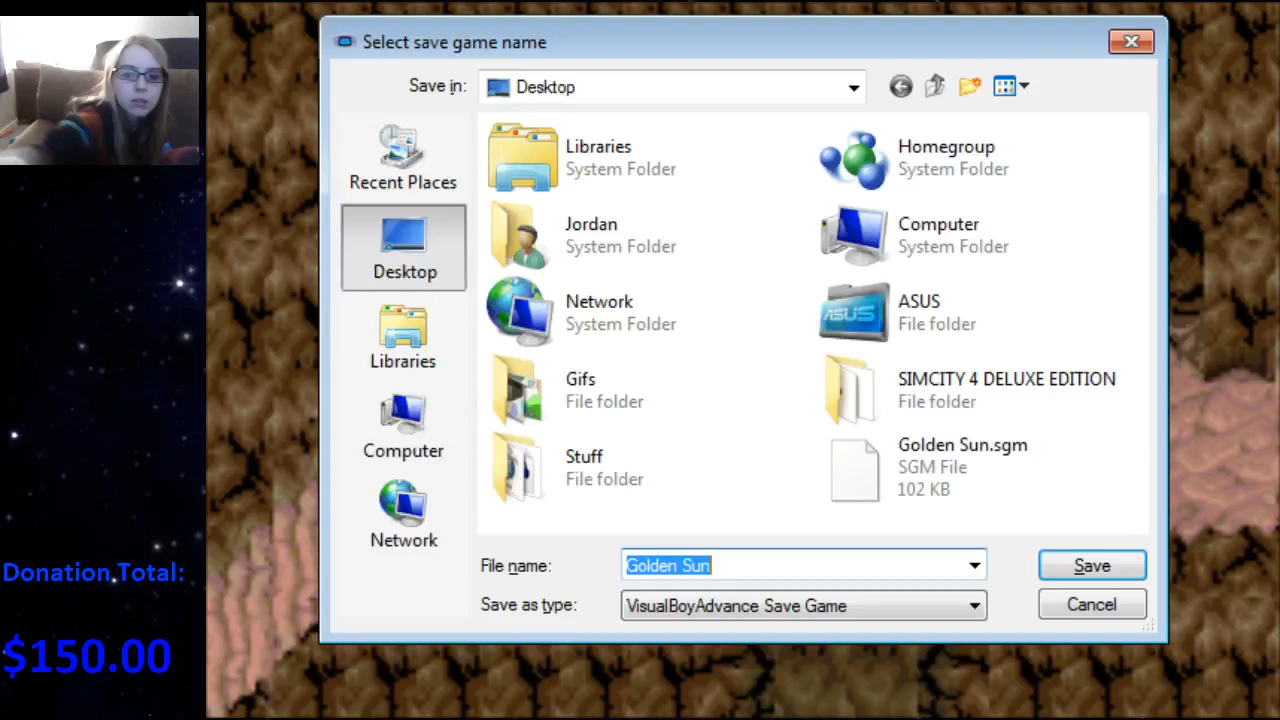 Select save game name
Save in:
Desktop
Recent Places
Desktop
Libraries
Computer
Network
Libraries
System Folder
Homegroup
System Folder
Jordan
System Folder
Computer
System Folder
Network
System Folder
ASUS
ASUS
File folder
Gifs
File folder
SIMCITY 4 DELUXE EDITION
File folder
Stuff
File folder
Golden Sun.sgm
SGM File
102 KB
File name:
Golden Sun
Save
Save as type:
VisualBoyAdvance Save Game
Cancel
Donation Total:
$150.00